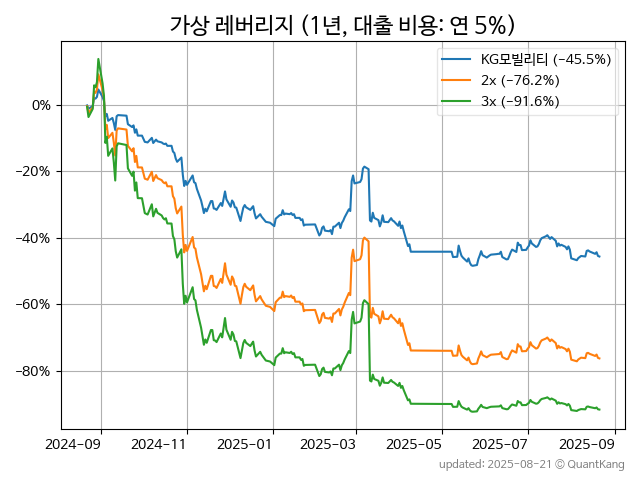 가상 레버리지 (1년, 대출 비용: 연 5%)
KG모빌리티 (−45.5%)
2x (−76.2%)
3x (−91.6%)
0%
−20%
−40%
−60%
−80%
2024-09 2024-11 2025-01 2025-03 2025-05 2025-07 2025-09
updated: 2025-08-21 © QuantKang